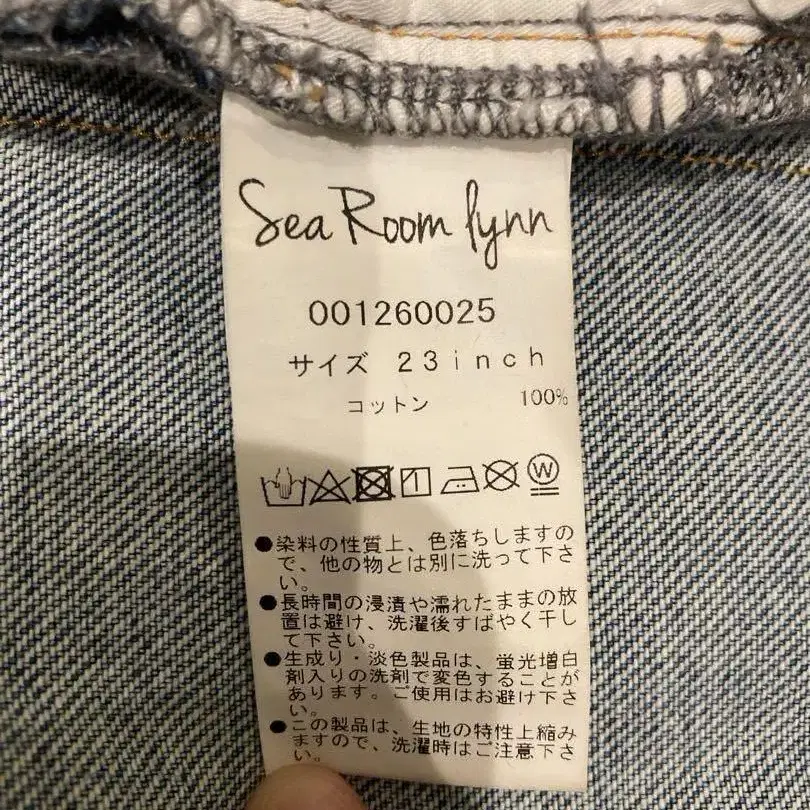 Sea Room lynn
001260025
サイズ 23inch
コットン 100%
W
●染料の性質上、色落ちしますの
で、他の物とは別に洗って下さ
い。
●長時間の浸漬や濡れたままの放
置は避け、洗濯後すばやく干し
て下さい。
●生成り・淡色製品は、蛍光増白
剤入りの洗剤で変色することが
あります。ご使用はお避け下さ
い。
●この製品は、生地の特性上縮み
ますので、洗濯時はご注意下さ
い。